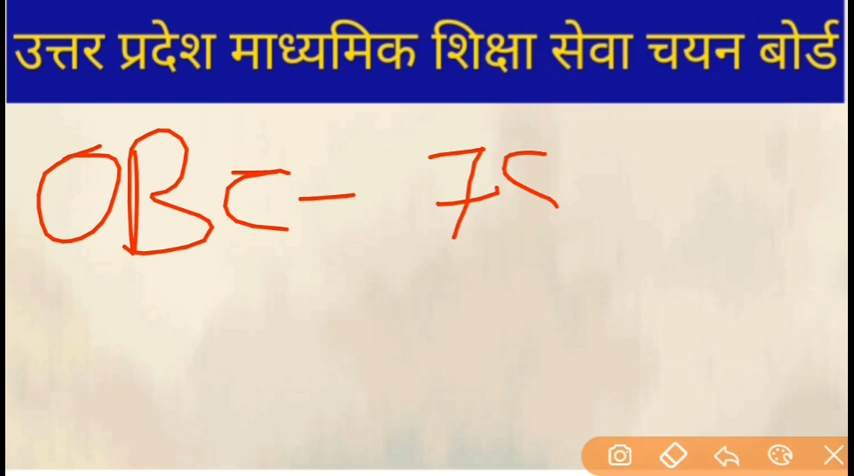 उत्तर प्रदेश माध्यमिक शिक्षा सेवा चयन बोर्ड
OBC - 7